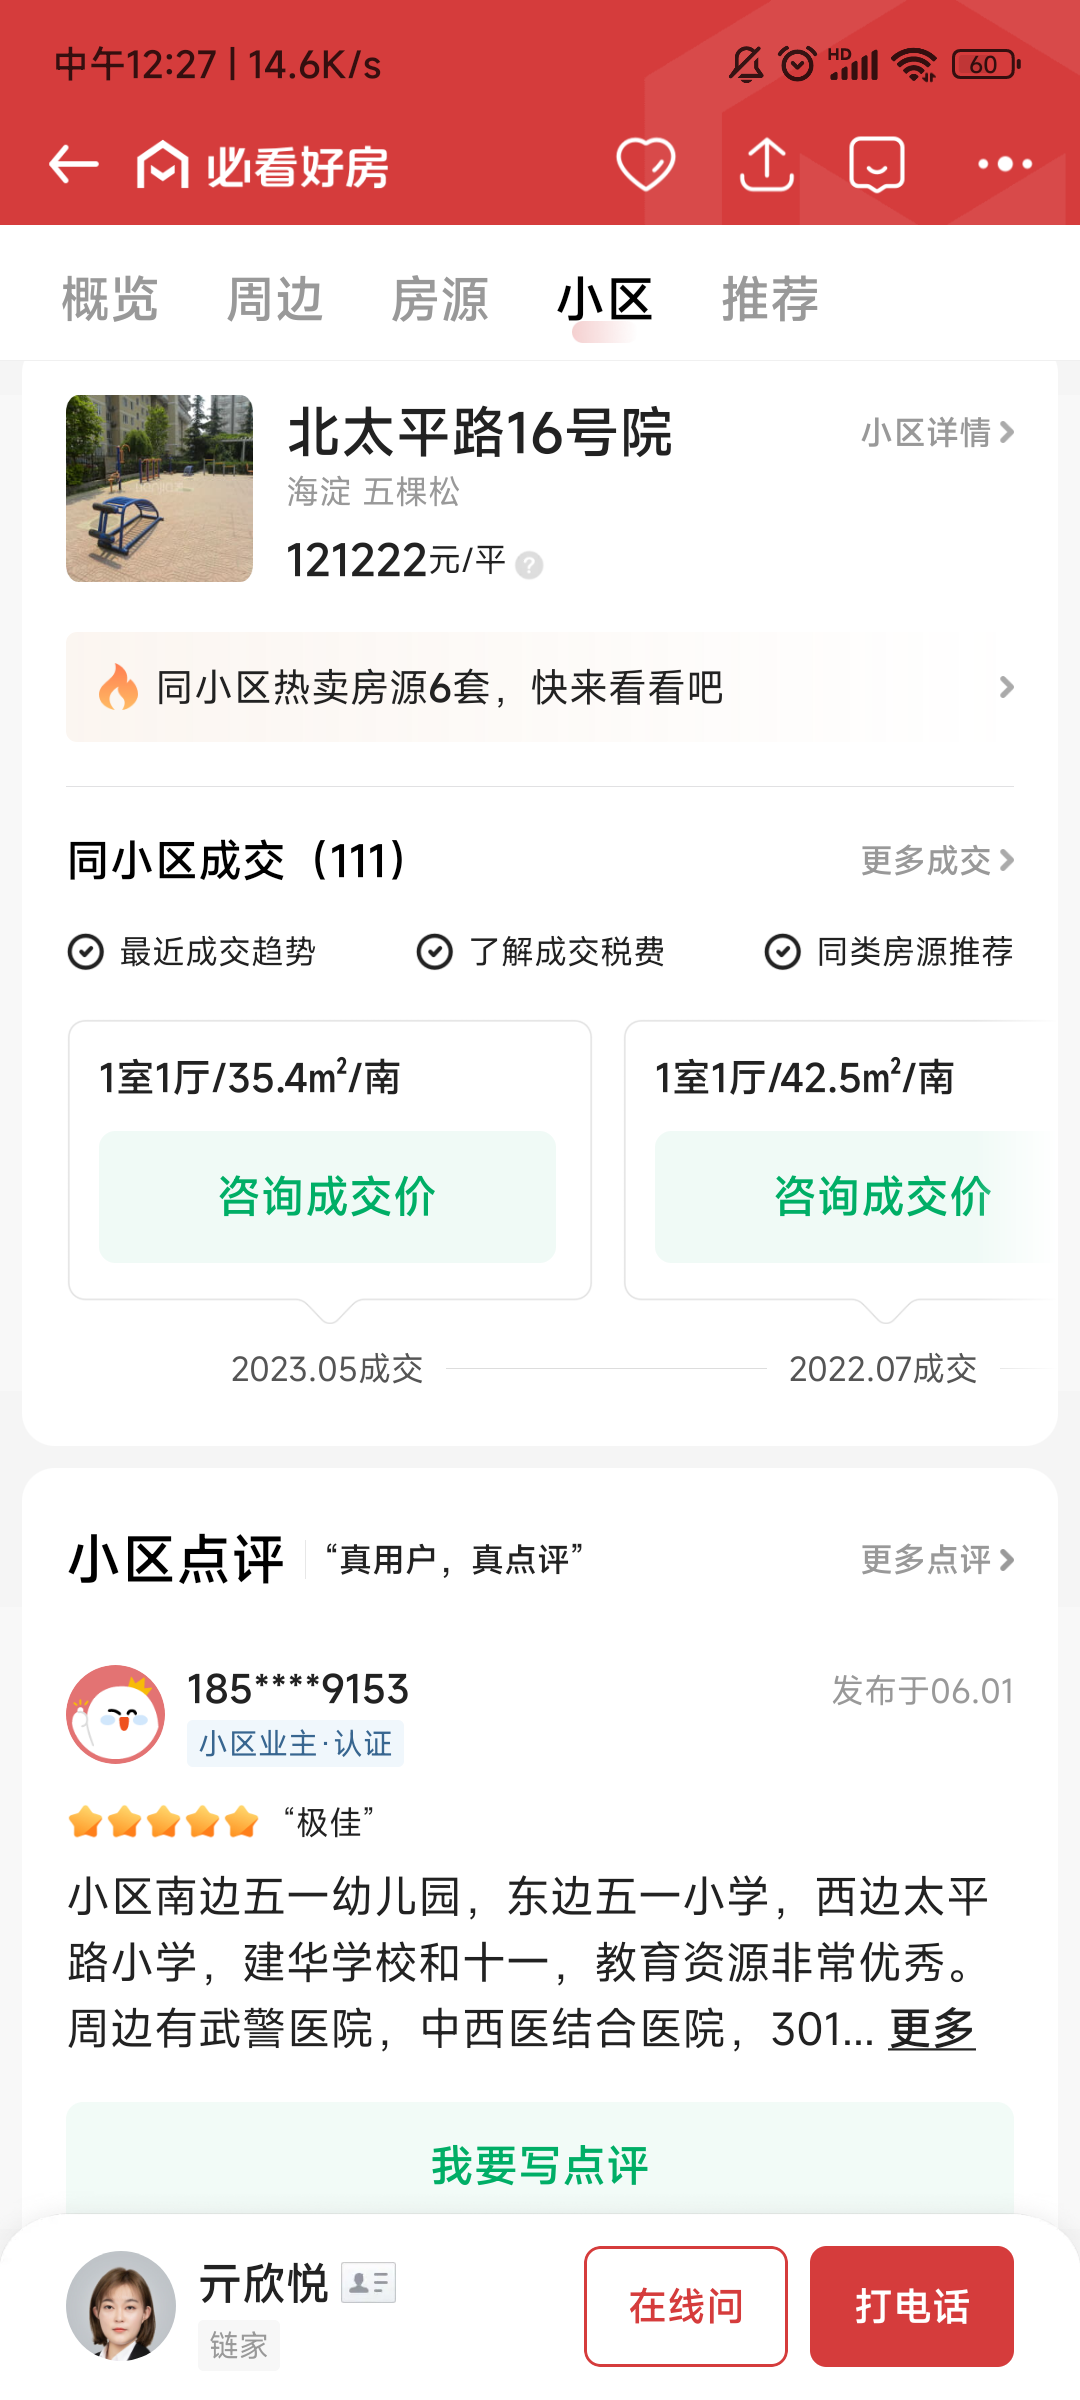 中午12:27 | 14.6K/s
HD
60
必看好房
概览 周边 房源 小区 推荐
北太平路16号院
小区详情
海淀 五棵松
121222元/平 ?
同小区热卖房源6套，快来看看吧
同小区成交（111）
更多成交
最近成交趋势 了解成交税费 同类房源推荐
1室1厅/35.4m²/南
1室1厅/42.5m²/南
咨询成交价
咨询成交价
2023.05成交
2022.07成交
小区点评 “真用户，真点评”
更多点评
185****9153
发布于06.01
小区业主·认证
“极佳”
小区南边五一幼儿园，东边五一小学，西边太平
路小学，建华学校和十一，教育资源非常优秀。
周边有武警医院，中西医结合医院，301... 更多
我要写点评
亓欣悦
链家
在线问
打电话